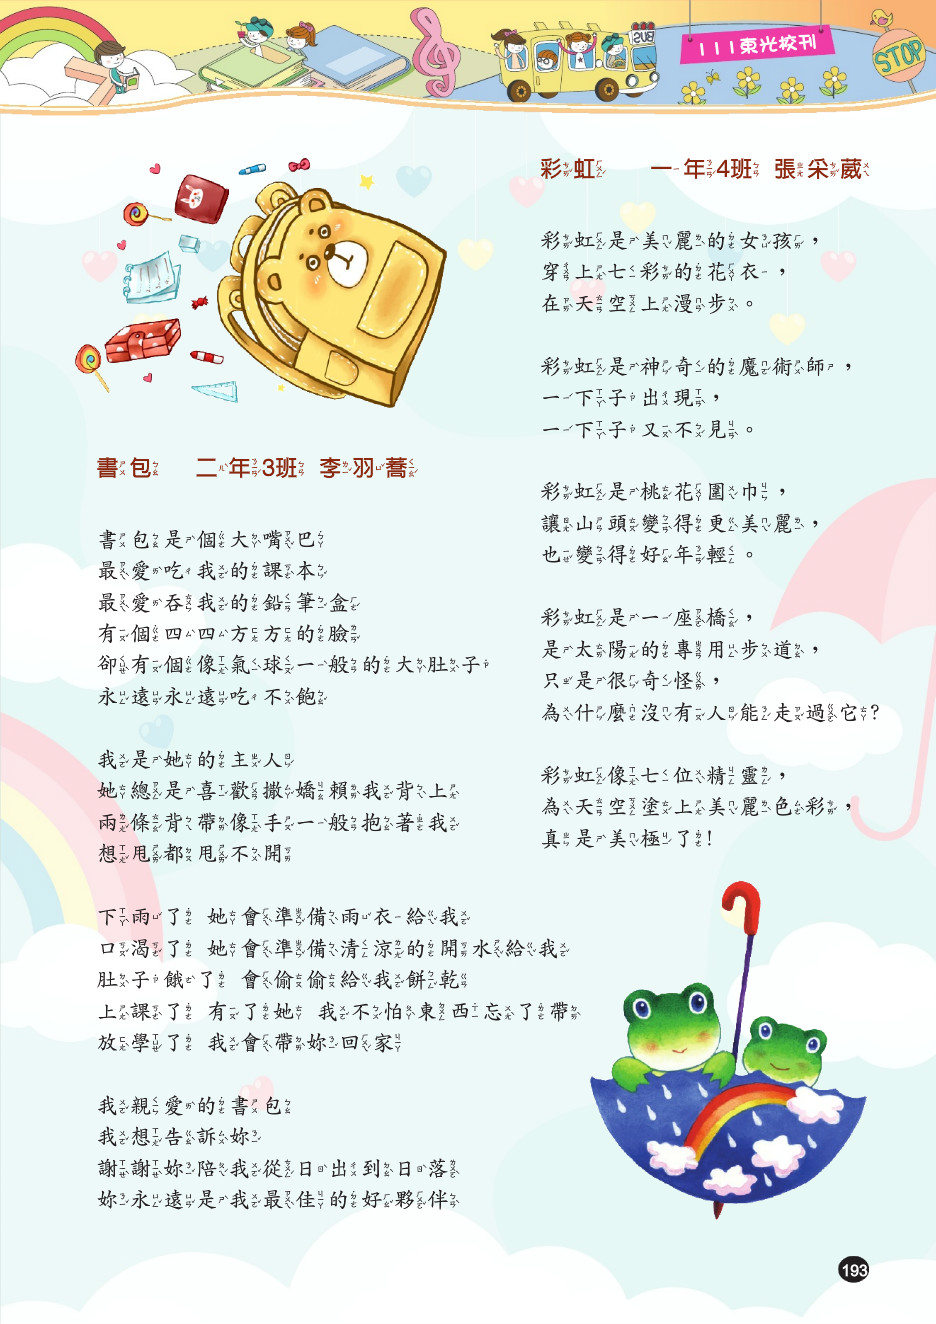 111東光校刊
SUB
STOP
書包 二年3班 李羽蕎
書包是個大嘴巴
最愛吃我的課本
最愛吞我的鉛筆盒
有個四四方方的臉
卻有個像氣球一般的大肚子
永遠永遠吃不飽
我是她的主人
她總是喜歡撒嬌賴我背上
兩條背帶像手一般抱著我
想甩都甩不開
下雨了 她會準備雨衣給我
口渴了 她會準備清涼的開水給我
肚子餓了 會偷偷給我餅乾
上課了 有了她 我不怕東西忘了帶
放學了 我會帶妳回家
我親愛的書包
我想告訴妳
謝謝妳陪我從日出到日落
妳永遠是我最佳的好夥伴
彩虹 一年4班 張采葳
彩虹是美麗的女孩，
穿上七彩的花衣，
在天空上漫步。
彩虹是神奇的魔術師，
一下子出現，
一下子又不見。
彩虹是桃花圍巾，
讓山頭變得更美麗，
也變得好年輕。
彩虹是一座橋，
是太陽的專用步道，
只是很奇怪，
為什麼沒有人能走過它?
彩虹像七位精靈，
為天空塗上美麗色彩，
真是美極了!
193